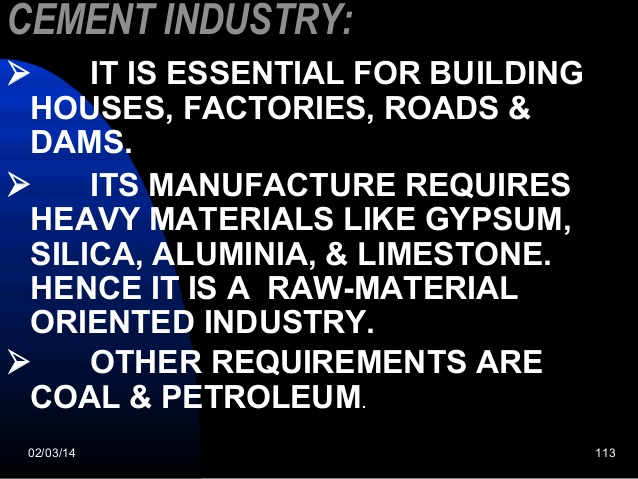 CEMENT INDUSTRY:
➢ IT IS ESSENTIAL FOR BUILDING
HOUSES, FACTORIES, ROADS &
DAMS.
➢ ITS MANUFACTURE REQUIRES
HEAVY MATERIALS LIKE GYPSUM,
SILICA, ALUMINIA, & LIMESTONE.
HENCE IT IS A RAW-MATERIAL
ORIENTED INDUSTRY.
➢ OTHER REQUIREMENTS ARE
COAL & PETROLEUM.
02/03/14 113